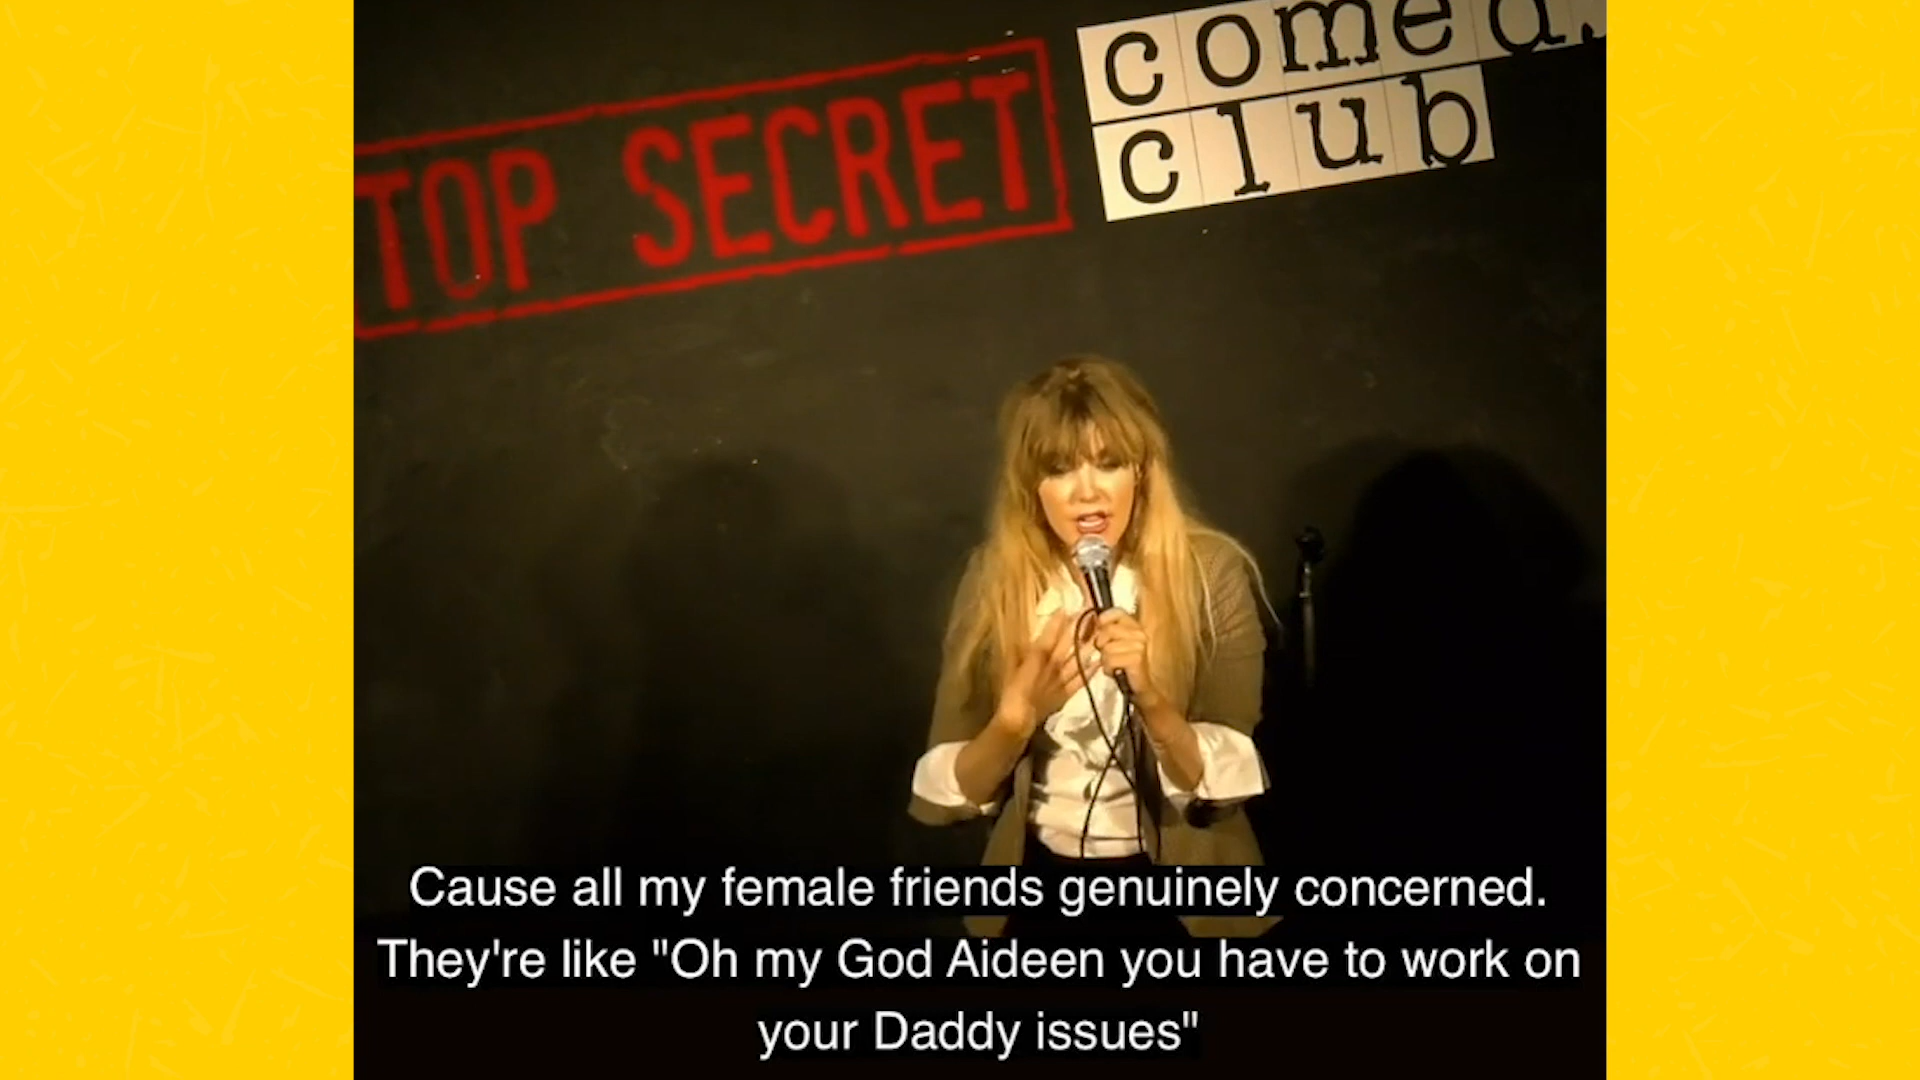 TOP SECRET
comedy
club
Cause all my female friends genuinely concerned.
They're like "Oh my God Aideen you have to work on
your Daddy issues"